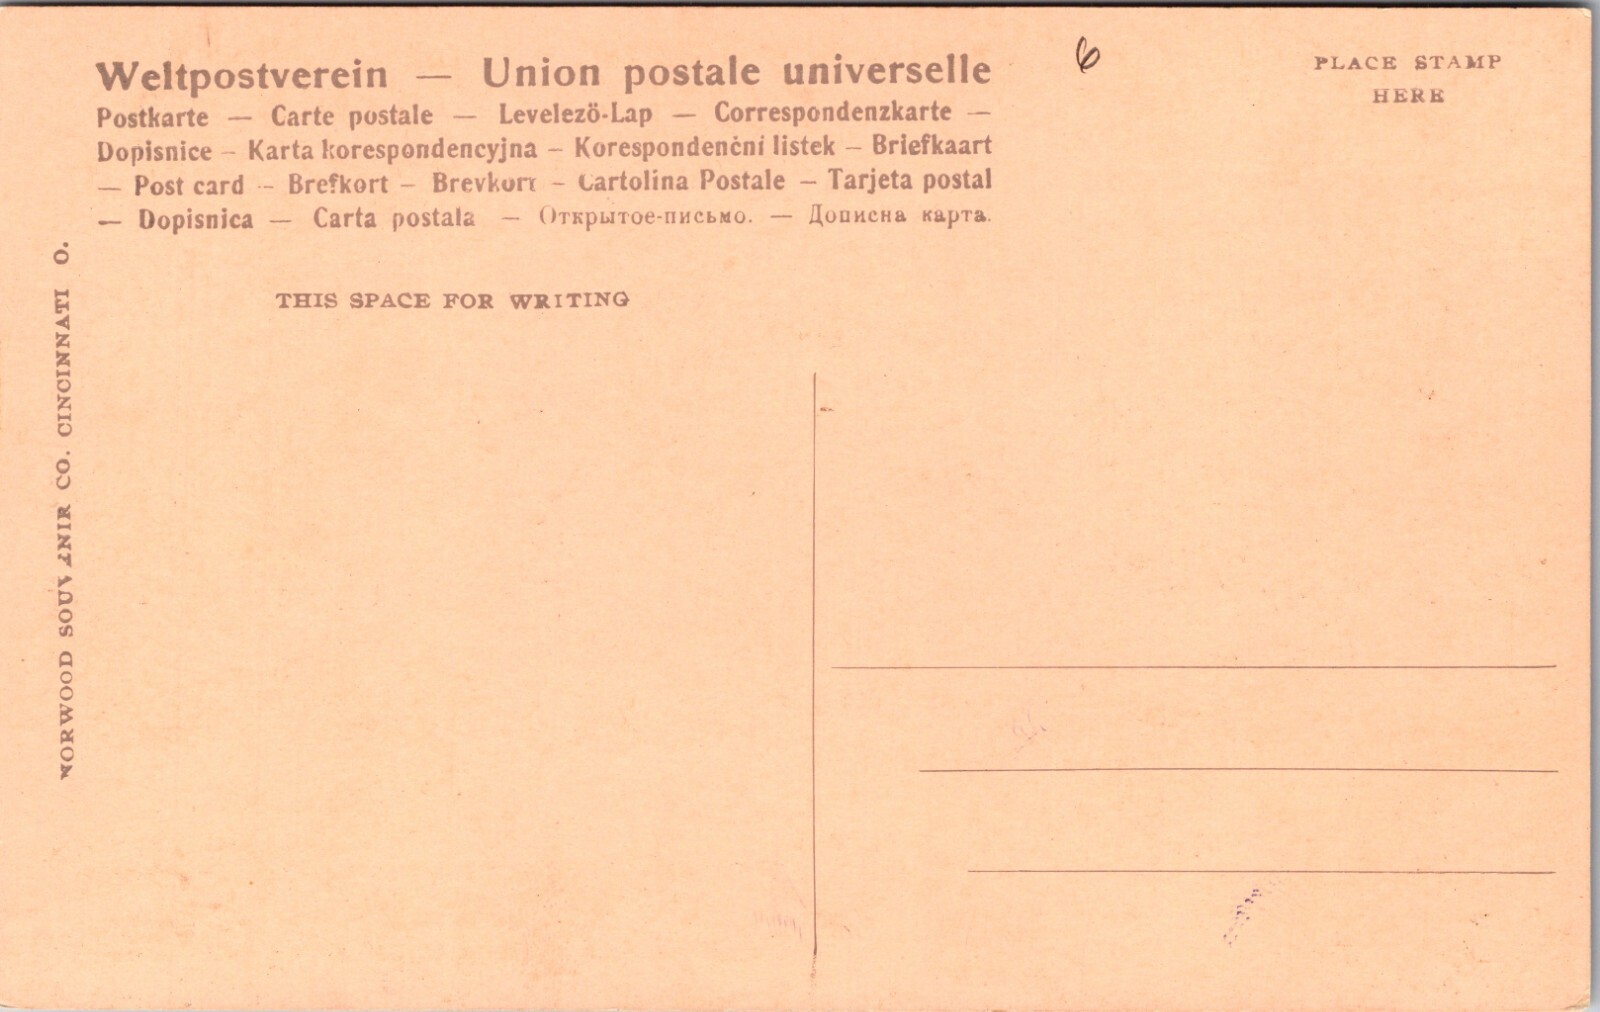 Weltpostverein — Union postale universelle
Postkarte — Carte postale — Levelezö-Lap — Correspondenzkarte —
Dopisnice — Karta korespondencyjna — Korespondenční listek — Briefkaart
— Post card — Brefkort — Brevkort — Cartolina Postale — Tarjeta postal
— Dopisnica — Carta postala — Открытое-письмо. — Дописна карта.
6
PLACE STAMP
HERE
THIS SPACE FOR WRITING
NORWOOD SOUVENIR CO. CINCINNATI O.